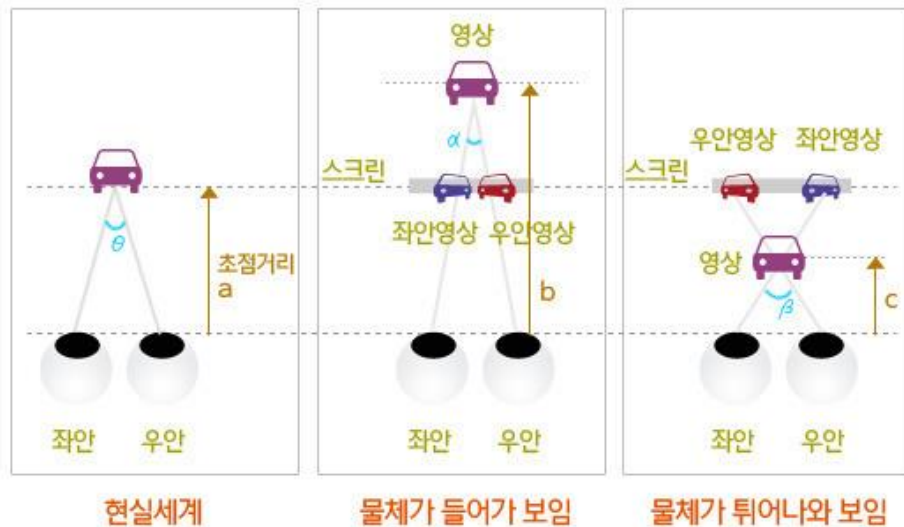 θ
초점거리
a
좌안 우안
현실세계
영상
α
스크린
좌안영상 우안영상
b
좌안 우안
물체가 들어가 보임
우안영상 좌안영상
스크린
영상
β
c
좌안 우안
물체가 튀어나와 보임